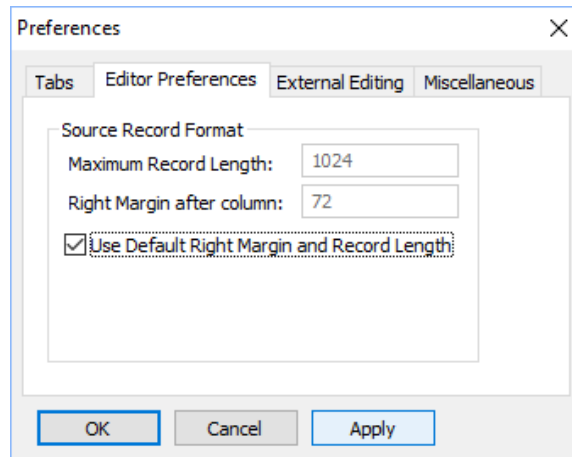 Preferences
Tabs Editor Preferences External Editing Miscellaneous
Source Record Format
Maximum Record Length: 1024
Right Margin after column: 72
Use Default Right Margin and Record Length
OK Cancel Apply